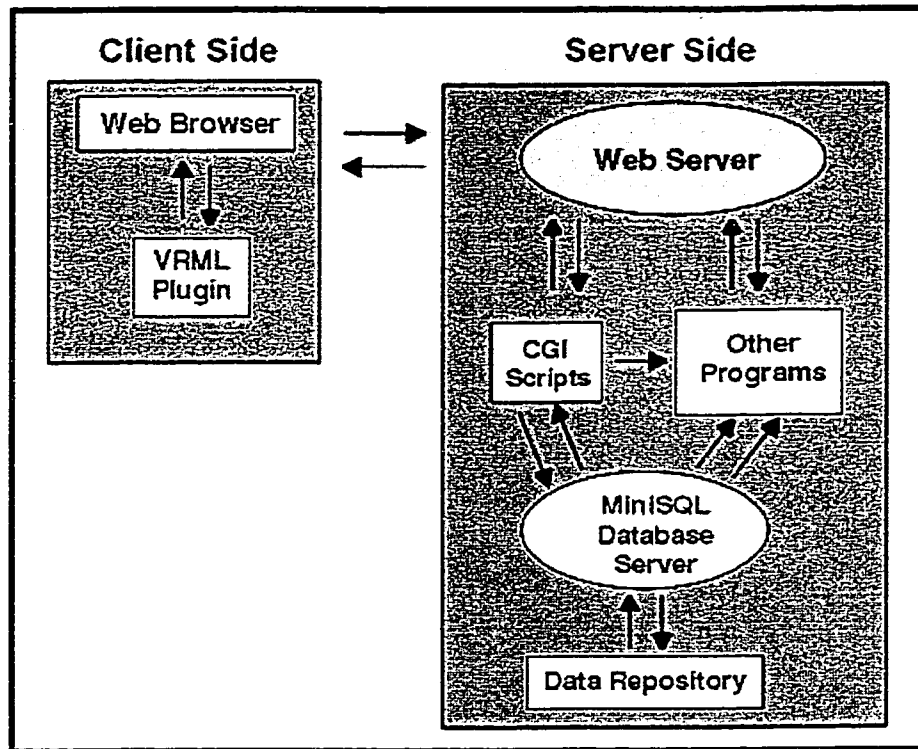 Client Side
Web Browser
VRML
Plugin
Server Side
Web Server
CGI
Scripts
Other
Programs
MiniSQL
Database
Server
Data Repository